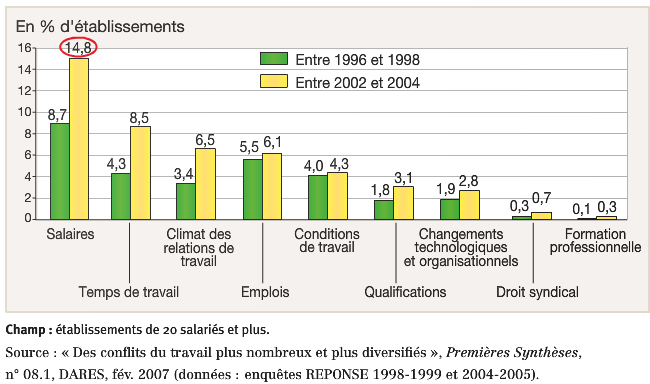 En % d'établissements
16
14
12
10
8
6
4
2
0
Entre 1996 et 1998
Entre 2002 et 2004
8,7
14,8
4,3
8,5
3,4
6,5
5,5
6,1
4,0
4,3
1,8
3,1
1,9
2,8
0,3
0,7
0,1
0,3
Salaires
Temps de travail
Climat des
relations de
travail
Emplois
Conditions
de travail
Qualifications
Changements
technologiques
et organisationnels
Droit syndical
Formation
professionnelle
Champ : établissements de 20 salariés et plus.
Source : « Des conflits du travail plus nombreux et plus diversifiés », Premières Synthèses,
n° 08.1, DARES, fév. 2007 (données : enquêtes REPONSE 1998-1999 et 2004-2005).